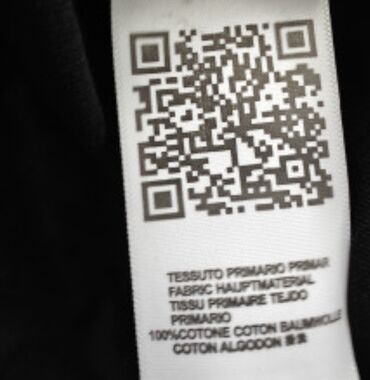 TESSUTO PRIMARIO PRIMAR
FABRIC HAUPTMATERIAL
TISSU PRIMAIRE TEJIDO
PRIMARIO
100%COTONE COTON BAUMWOLLE
COTON ALGODON